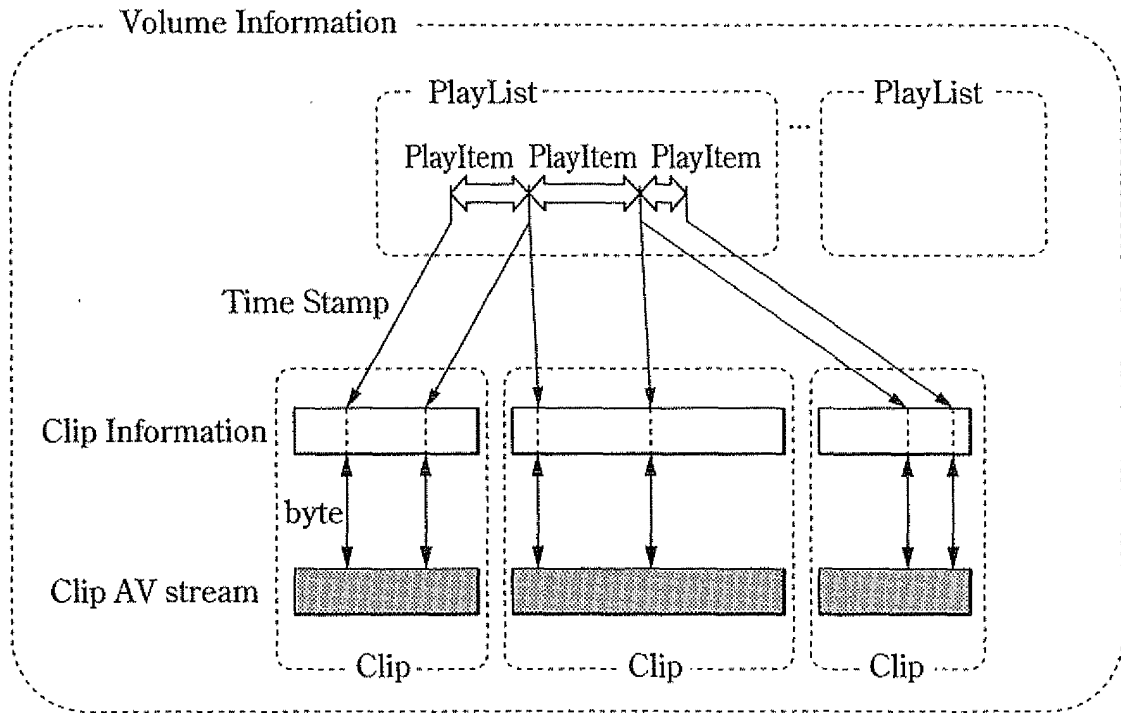 Volume Information
PlayList
PlayList
...
PlayItem PlayItem PlayItem
Time Stamp
Clip Information
byte
Clip AV stream
Clip
Clip
Clip